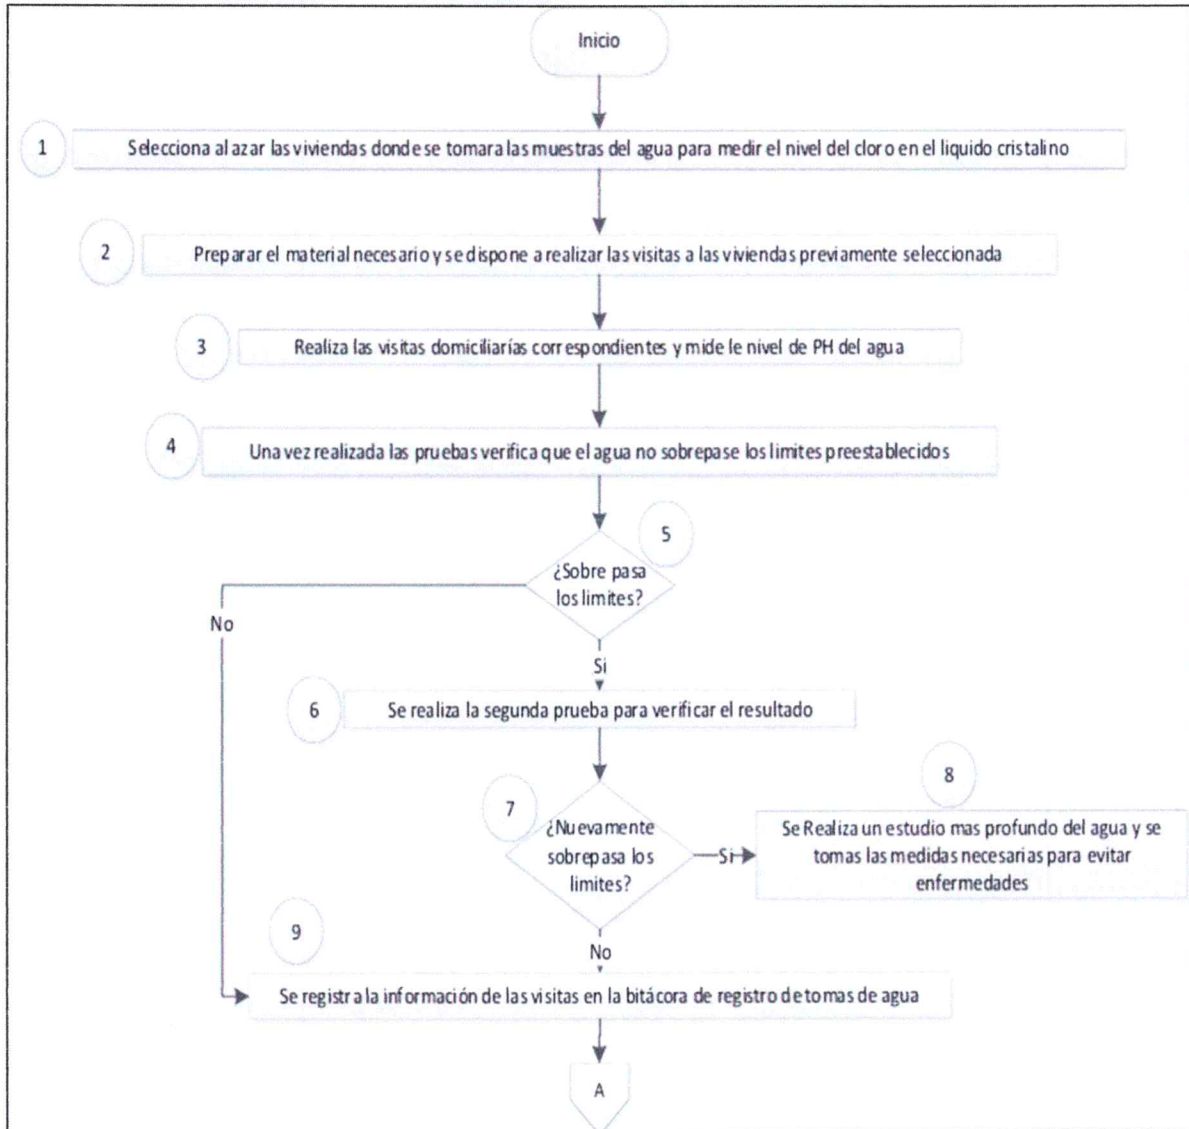 Inicio
1
Selecciona al azar las viviendas donde se tomara las muestras del agua para medir el nivel del cloro en el liquido cristalino
2
Preparar el material necesario y se dispone a realizar las visitas a las viviendas previamente seleccionada
3
Realiza las visitas domiciliarías correspondientes y mide le nivel de PH del agua
4
Una vez realizada las pruebas verifica que el agua no sobrepase los limites preestablecidos
5
¿Sobre pasa
los limites?
No
Si
6
Se realiza la segunda prueba para verificar el resultado
7
¿Nuevamente
sobrepasa los
limites?
Si
8
Se Realiza un estudio mas profundo del agua y se
tomas las medidas necesarias para evitar
enfermedades
No
9
Se registra la información de las visitas en la bitácora de registro de tomas de agua
A